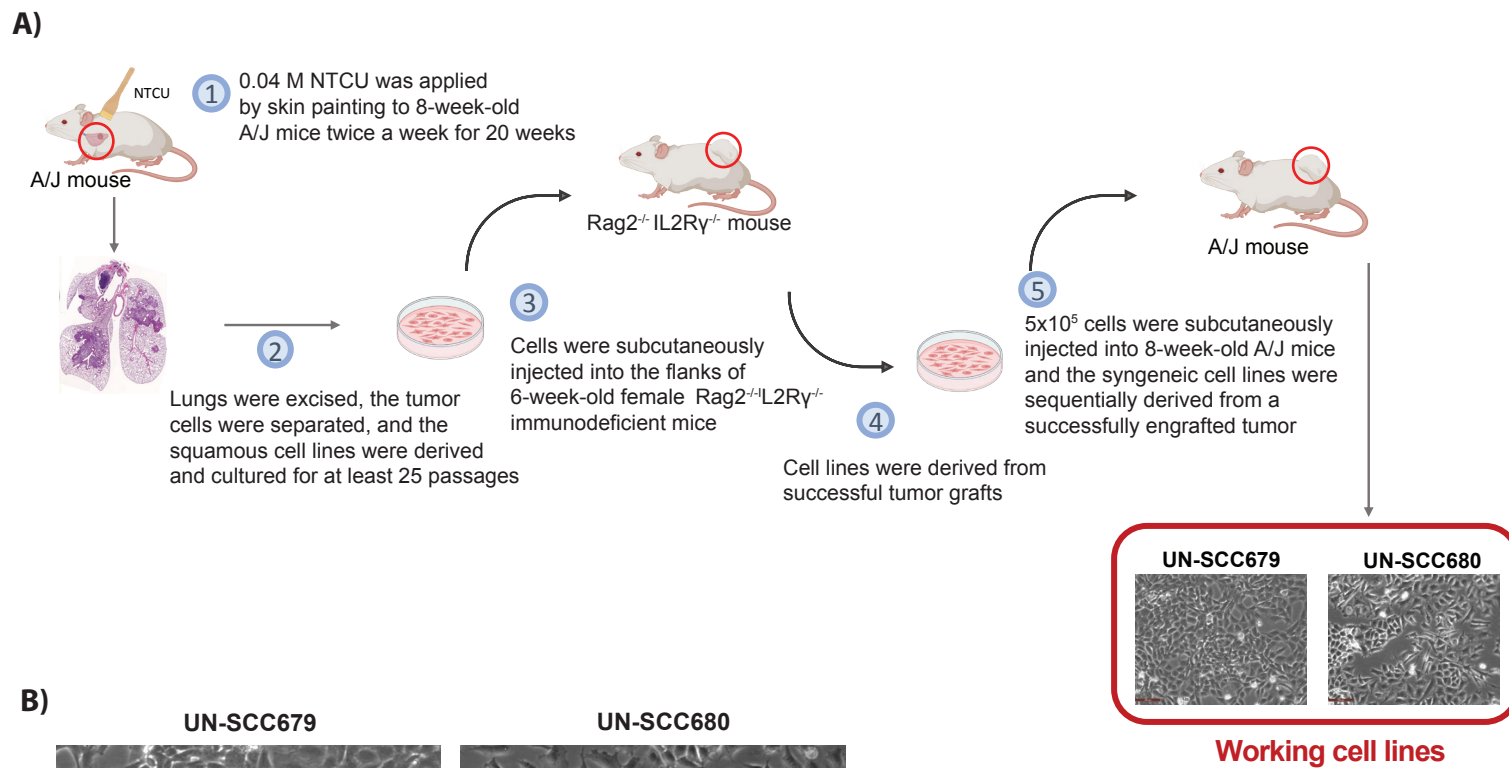 A)
NTCU
1
0.04 M NTCU was applied
by skin painting to 8-week-old
A/J mice twice a week for 20 weeks
A/J mouse
2
Lungs were excised, the tumor
cells were separated, and the
squamous cell lines were derived
and cultured for at least 25 passages
Rag2-/- IL2Rγ-/- mouse
3
Cells were subcutaneously
injected into the flanks of
6-week-old female Rag2-/-IL2Rγ-/-
immunodeficient mice
4
Cell lines were derived from
successful tumor grafts
A/J mouse
5
5x10⁵ cells were subcutaneously
injected into 8-week-old A/J mice
and the syngeneic cell lines were
sequentially derived from a
successfully engrafted tumor
UN-SCC679 UN-SCC680
Working cell lines
B)
UN-SCC679 UN-SCC680